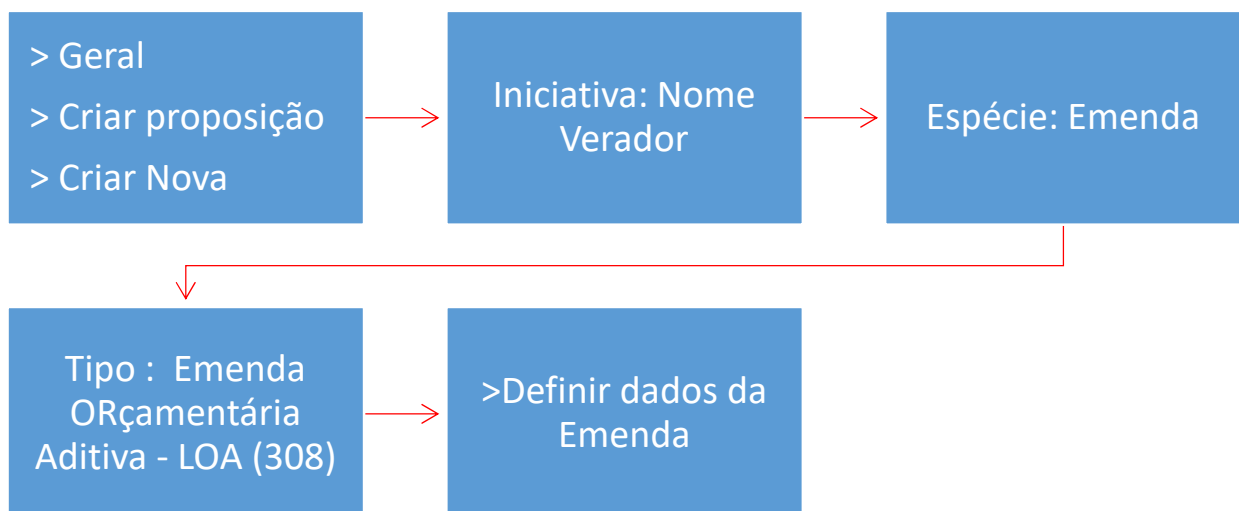 > Geral
> Criar proposição
> Criar Nova
Iniciativa: Nome
Verador
Espécie: Emenda
Tipo : Emenda
ORçamentária
Aditiva - LOA (308)
>Definir dados da
Emenda